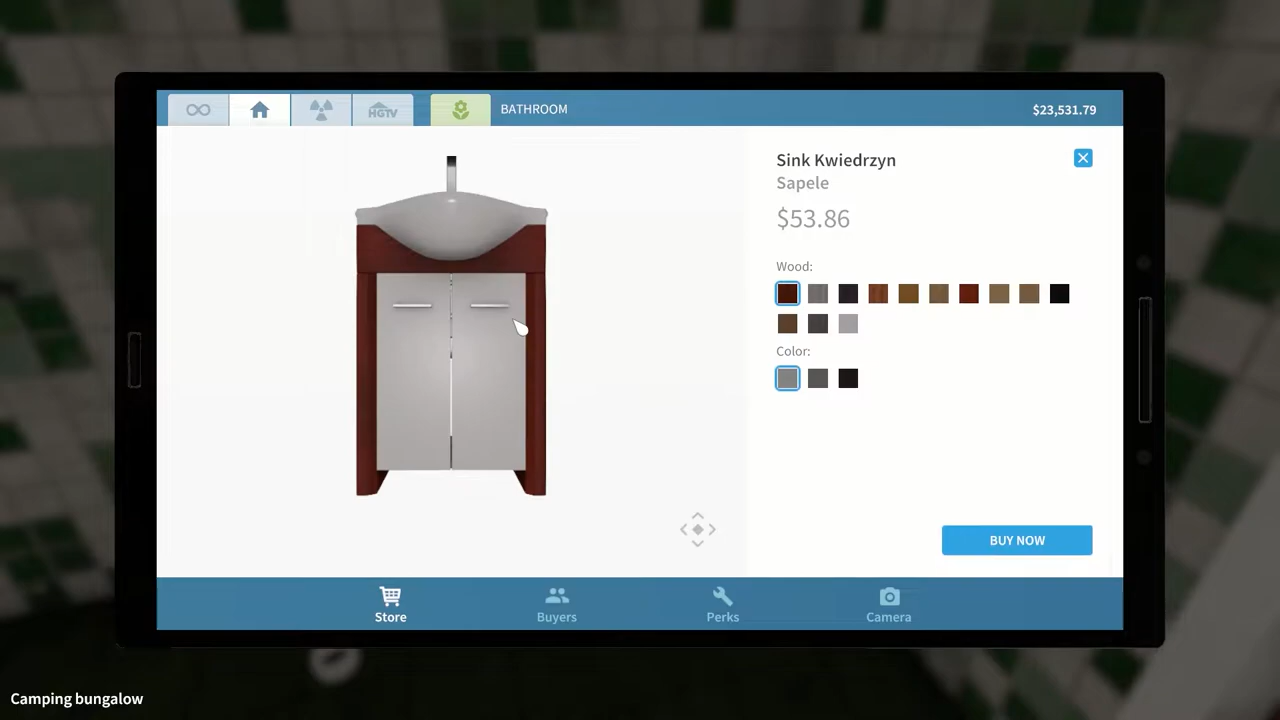 HGTV
BATHROOM
$23,531.79
Sink Kwiedrzyn
Sapele
$53.86
Wood:
Color:
BUY NOW
Store
Buyers
Perks
Camera
Camping bungalow